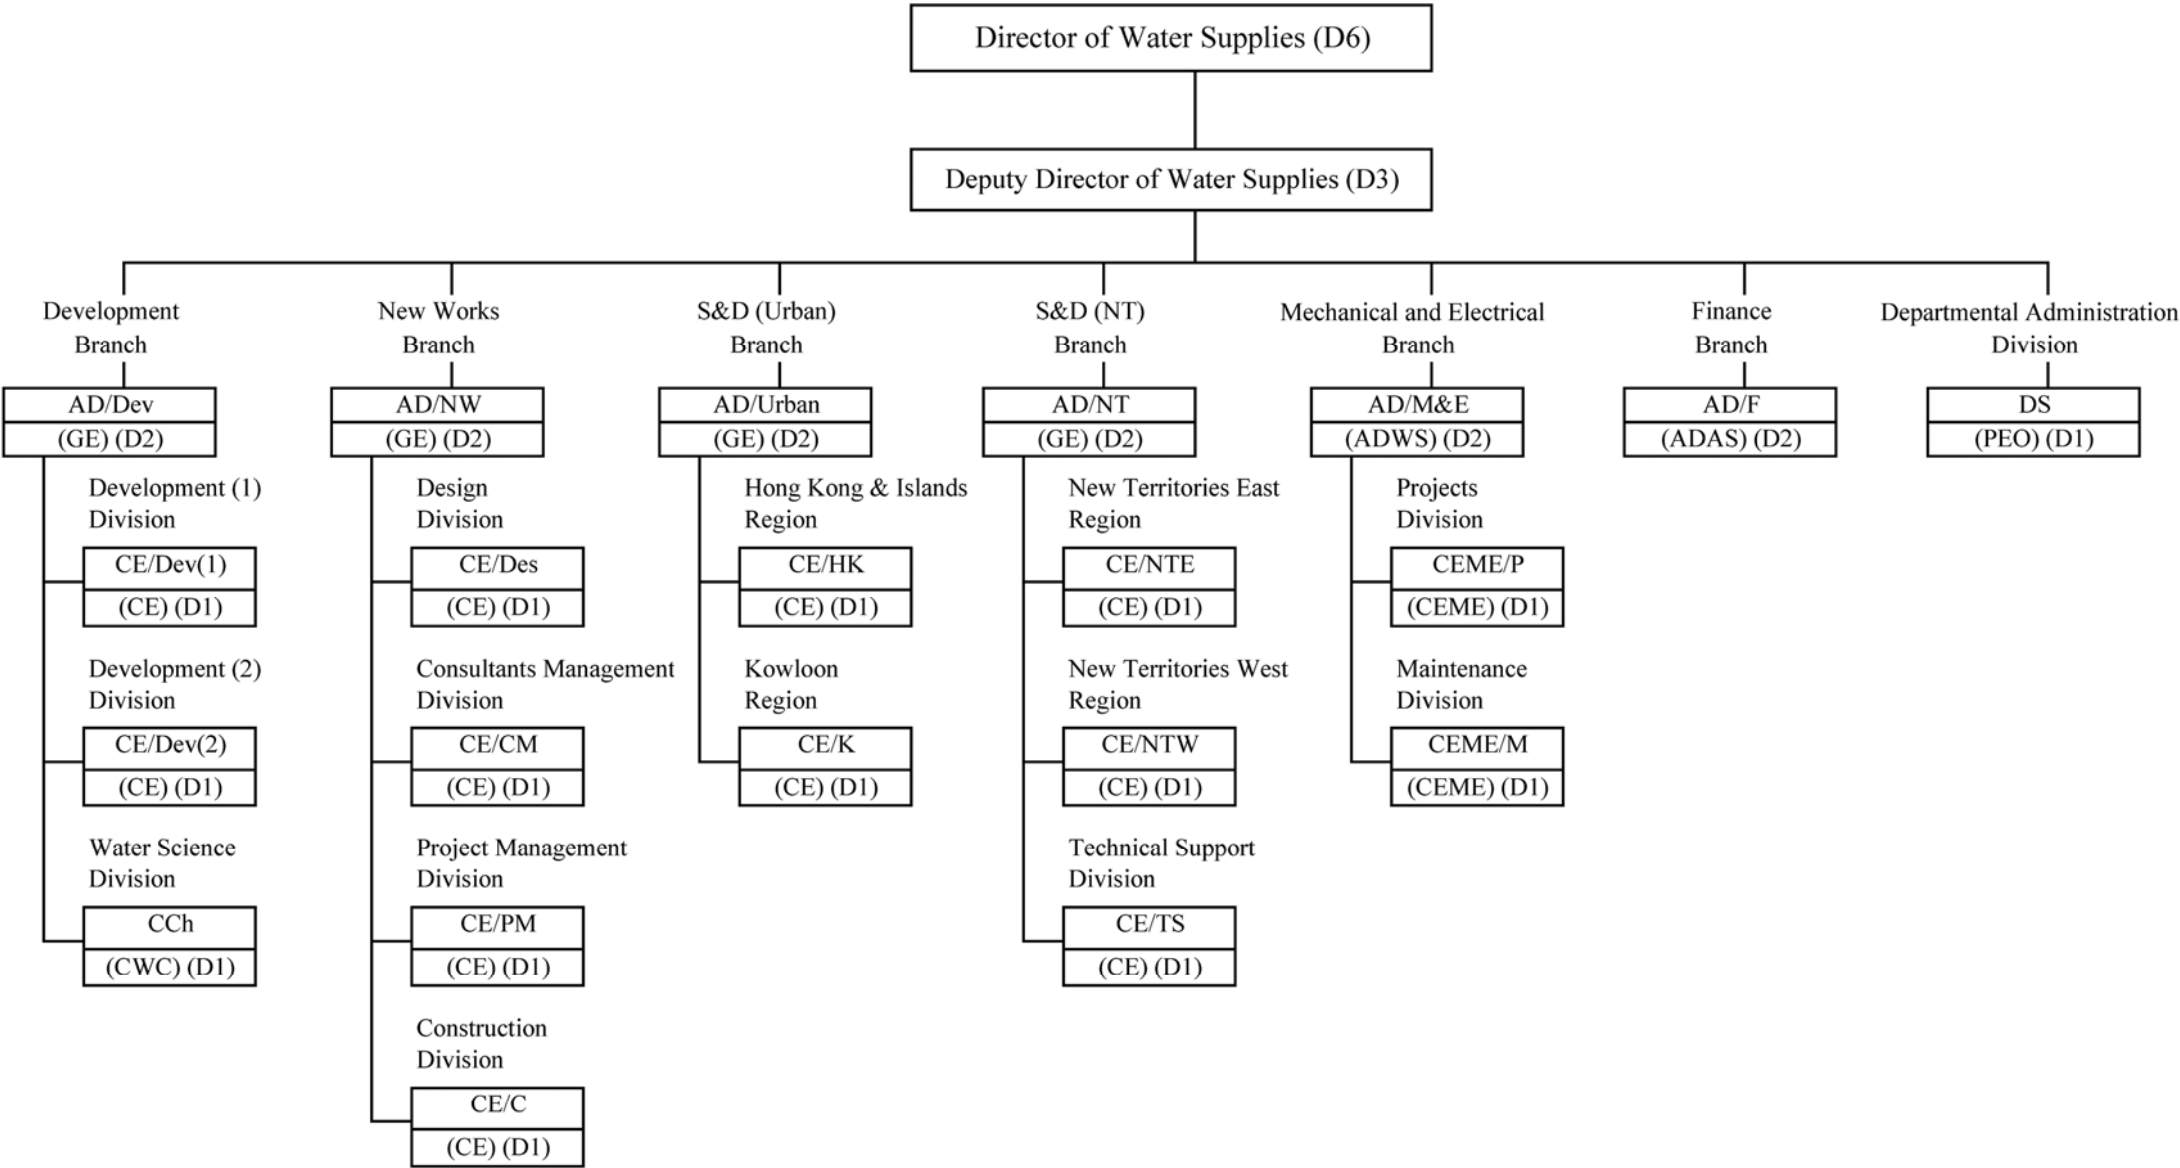 Director of Water Supplies (D6)
Deputy Director of Water Supplies (D3)
Development
Branch
AD/Dev
(GE) (D2)
Development (1)
Division
CE/Dev(1)
(CE) (D1)
Development (2)
Division
CE/Dev(2)
(CE) (D1)
Water Science
Division
CCh
(CWC) (D1)
New Works
Branch
AD/NW
(GE) (D2)
Design
Division
CE/Des
(CE) (D1)
Consultants Management
Division
CE/CM
(CE) (D1)
Project Management
Division
CE/PM
(CE) (D1)
Construction
Division
CE/C
(CE) (D1)
S&D (Urban)
Branch
AD/Urban
(GE) (D2)
Hong Kong & Islands
Region
CE/HK
(CE) (D1)
Kowloon
Region
CE/K
(CE) (D1)
S&D (NT)
Branch
AD/NT
(GE) (D2)
New Territories East
Region
CE/NTE
(CE) (D1)
New Territories West
Region
CE/NTW
(CE) (D1)
Technical Support
Division
CE/TS
(CE) (D1)
Mechanical and Electrical
Branch
AD/M&E
(ADWS) (D2)
Projects
Division
CEME/P
(CEME) (D1)
Maintenance
Division
CEME/M
(CEME) (D1)
Finance
Branch
AD/F
(ADAS) (D2)
Departmental Administration
Division
DS
(PEO) (D1)